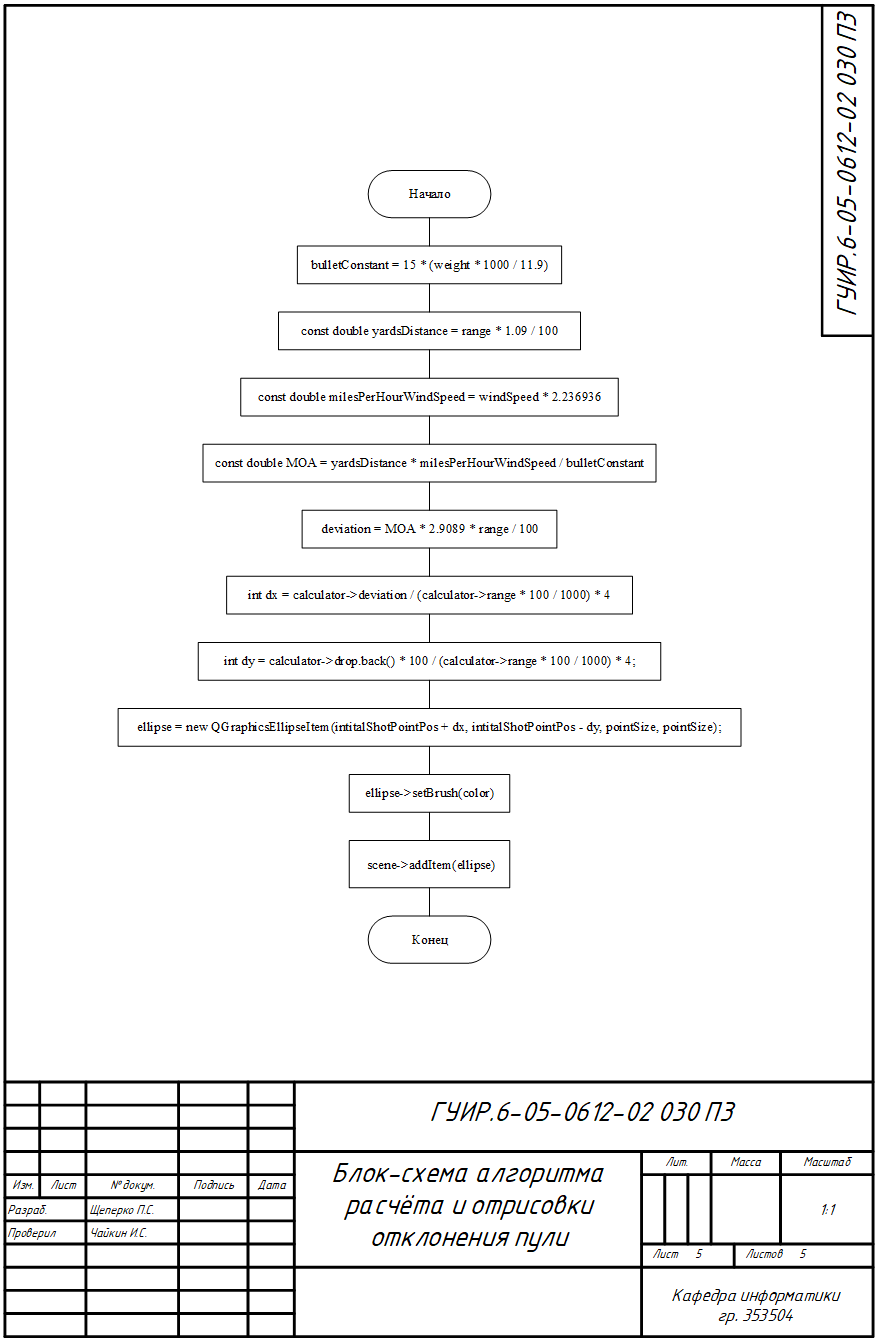 ГУИР.6-05-0612-02 030 ПЗ
Начало
bulletConstant = 15 * (weight * 1000 / 11.9)
const double yardsDistance = range * 1.09 / 100
const double milesPerHourWindSpeed = windSpeed * 2.236936
const double MOA = yardsDistance * milesPerHourWindSpeed / bulletConstant
deviation = MOA * 2.9089 * range / 100
int dx = calculator->deviation / (calculator->range * 100 / 1000) * 4
int dy = calculator->drop.back() * 100 / (calculator->range * 100 / 1000) * 4;
ellipse = new QGraphicsEllipseItem(intitalShotPointPos + dx, intitalShotPointPos - dy, pointSize, pointSize);
ellipse->setBrush(color)
scene->addItem(ellipse)
Конец
ГУИР.6-05-0612-02 030 ПЗ
Изм. Лист № докум. Подпись Дата
Разраб. Щеперко П.С.
Проверил Чайкин И.С.
Блок-схема алгоритма
расчёта и отрисовки
отклонения пули
Лит. Масса Масштаб
1:1
Лист 5 Листов 5
Кафедра информатики
гр. 353504